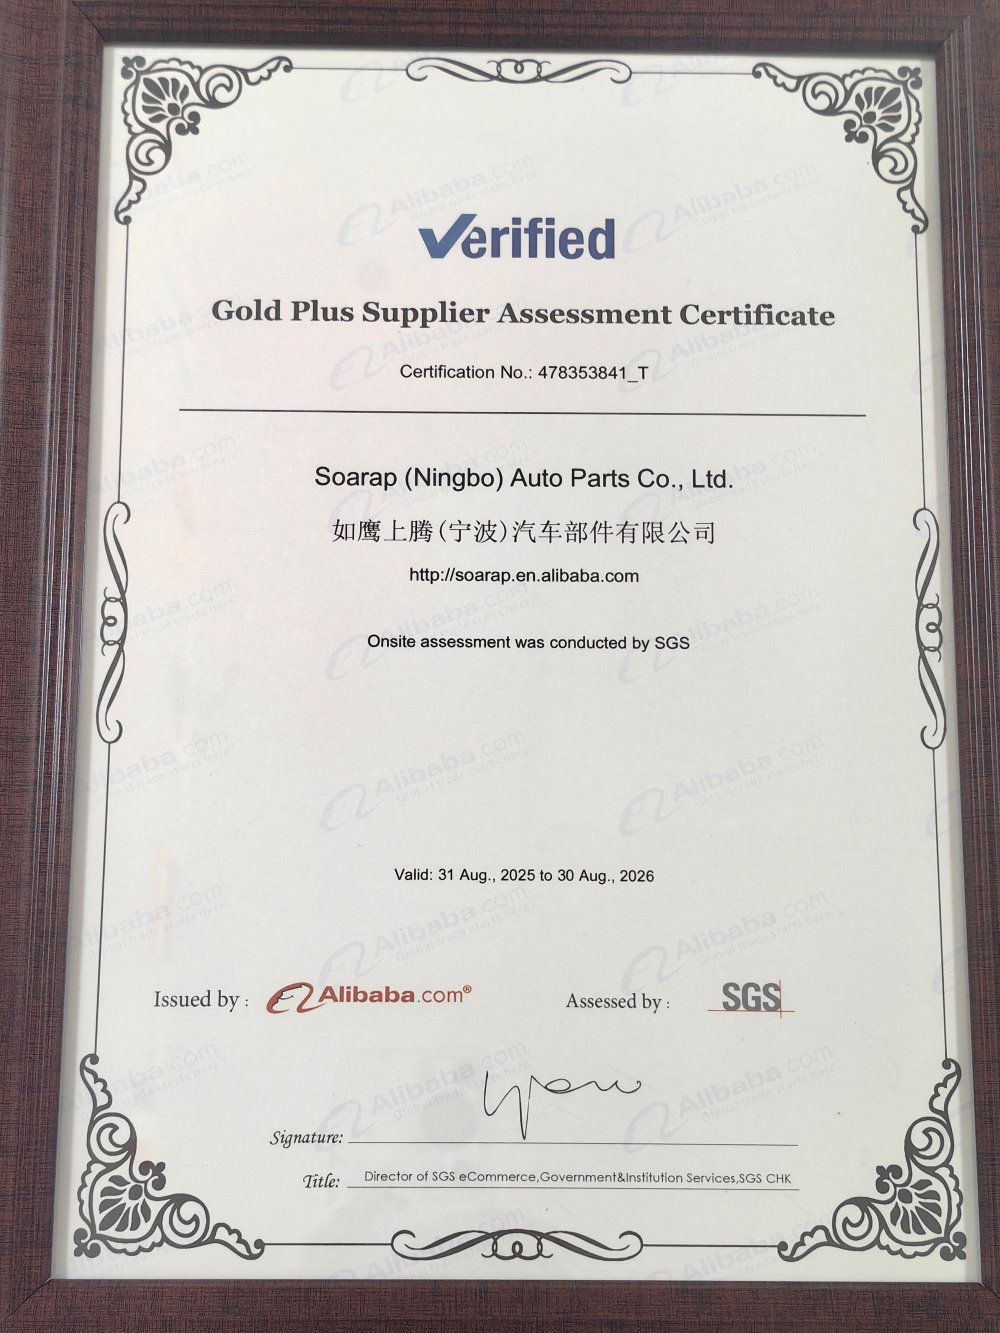 Verified
Gold Plus Supplier Assessment Certificate
Certification No.: 478353841_T
Soarap (Ningbo) Auto Parts Co., Ltd.
如鹰上腾(宁波)汽车部件有限公司
http://soarap.en.alibaba.com
Onsite assessment was conducted by SGS
Valid: 31 Aug., 2025 to 30 Aug., 2026
Issued by : Alibaba.com® Assessed by : SGS
Signature:
Title: Director of SGS eCommerce,Government&Institution Services,SGS CHK